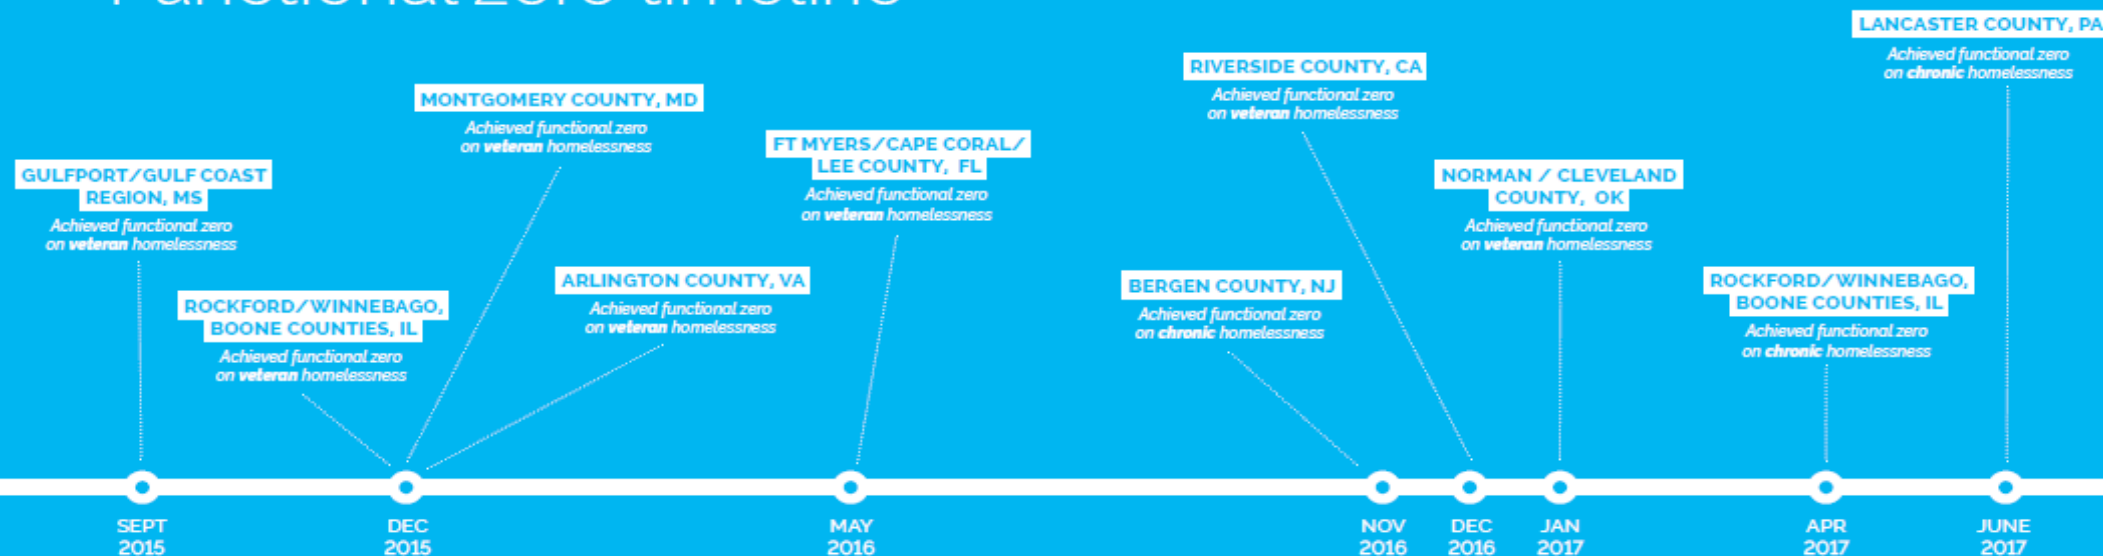 Functional zero timeline
GULFPORT/GULF COAST
REGION, MS
Achieved functional zero
on veteran homelessness
ROCKFORD/WINNEBAGO,
BOONE COUNTIES, IL
Achieved functional zero
on veteran homelessness
MONTGOMERY COUNTY, MD
Achieved functional zero
on veteran homelessness
ARLINGTON COUNTY, VA
Achieved functional zero
on veteran homelessness
FT MYERS/CAPE CORAL/
LEE COUNTY, FL
Achieved functional zero
on veteran homelessness
BERGEN COUNTY, NJ
Achieved functional zero
on chronic homelessness
RIVERSIDE COUNTY, CA
Achieved functional zero
on veteran homelessness
NORMAN / CLEVELAND
COUNTY, OK
Achieved functional zero
on veteran homelessness
ROCKFORD/WINNEBAGO,
BOONE COUNTIES, IL
Achieved functional zero
on chronic homelessness
LANCASTER COUNTY, PA
Achieved functional zero
on chronic homelessness
SEPT
2015
DEC
2015
MAY
2016
NOV
2016
DEC
2016
JAN
2017
APR
2017
JUNE
2017